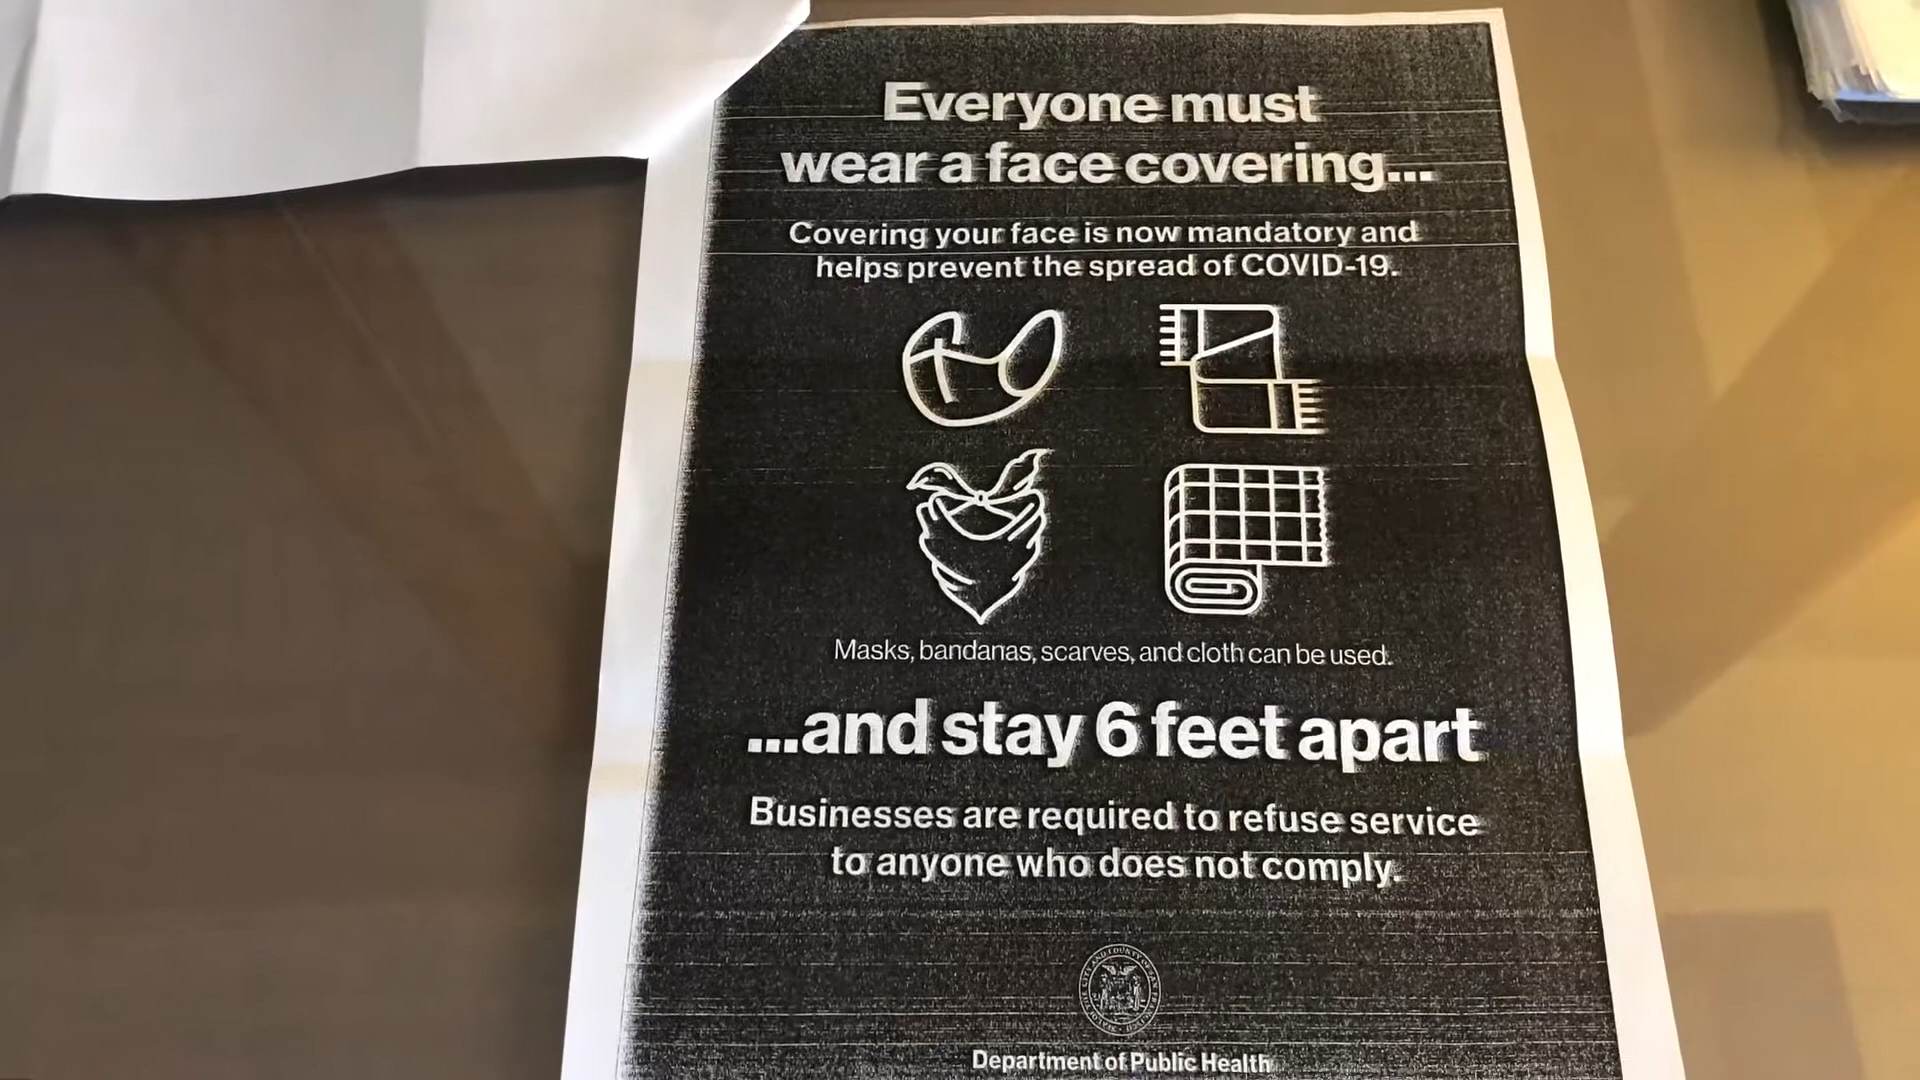 Everyone must
wear a face covering...
Covering your face is now mandatory and
helps prevent the spread of COVID-19.
Masks, bandanas, scarves, and cloth can be used.
...and stay 6 feet apart
Businesses are required to refuse service
to anyone who does not comply.
Department of Public Health